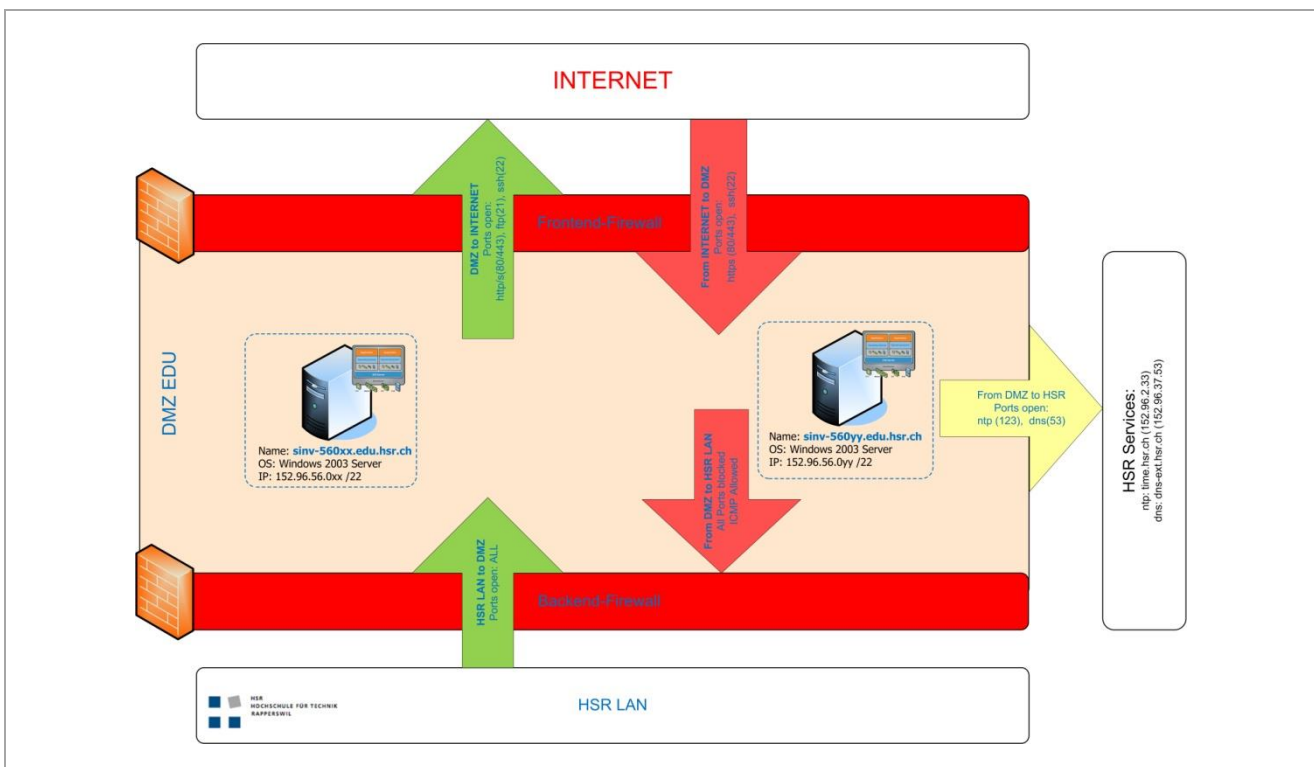 INTERNET
DMZ to INTERNET
Ports open:
http/s(80/443), ftp(21), ssh(22)
From INTERNET to DMZ
Ports open:
https (80/443), ssh(22)
Frontend-Firewall
DMZ EDU
Name: sinv-560xx.edu.hsr.ch
OS: Windows 2003 Server
IP: 152.96.56.0xx /22
Name: sinv-560yy.edu.hsr.ch
OS: Windows 2003 Server
IP: 152.96.56.0yy /22
From DMZ to HSR
Ports open:
ntp (123), dns(53)
HSR Services:
ntp: time.hsr.ch (152.96.2.33)
dns: dns-ext.hsr.ch (152.96.37.53)
HSR LAN to DMZ
Ports open: ALL
From DMZ to HSR LAN
All Ports blocked
ICMP Allowed
Backend-Firewall
HSR
HOCHSCHULE FÜR TECHNIK
RAPPERSWIL
HSR LAN